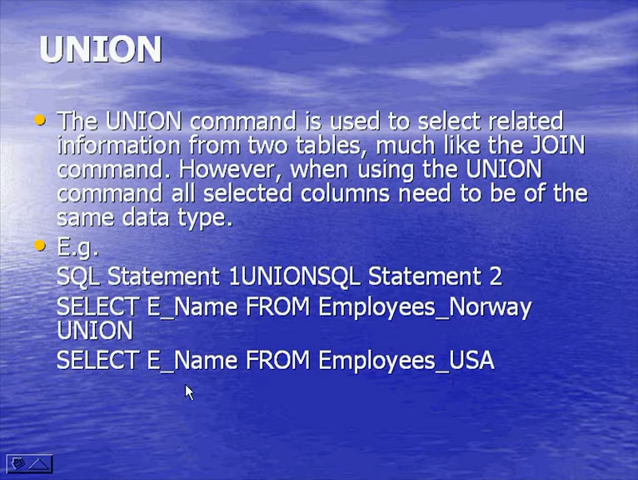 UNION
The UNION command is used to select related
information from two tables, much like the JOIN
command. However, when using the UNION
command all selected columns need to be of the
same data type.
E.g.
SQL Statement 1UNIONSQL Statement 2
SELECT E_Name FROM Employees_Norway
UNION
SELECT E_Name FROM Employees_USA